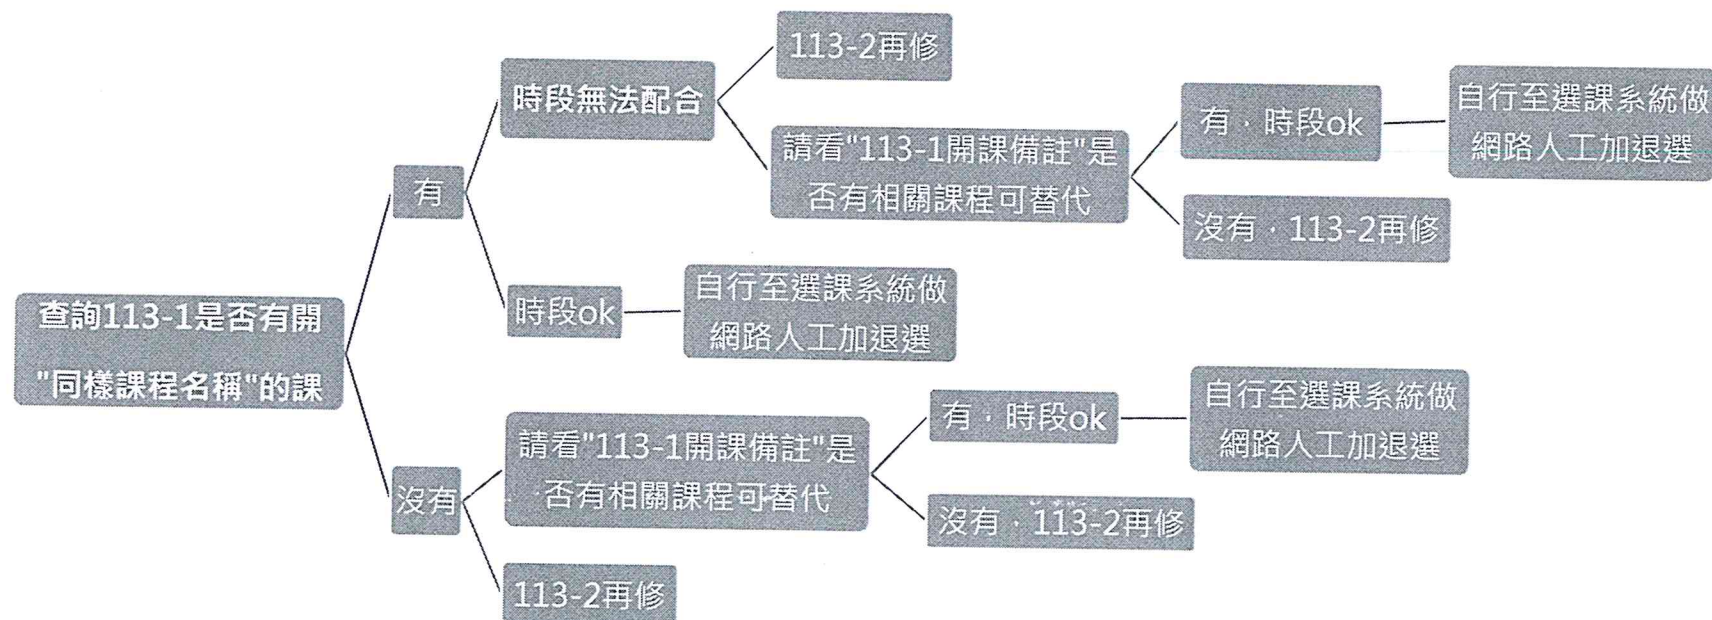 查詢113-1是否有開
"同樣課程名稱"的課
有
時段無法配合
113-2再修
請看"113-1開課備註"是
否有相關課程可替代
有，時段ok
自行至選課系統做
網路人工加退選
沒有，113-2再修
時段ok
自行至選課系統做
網路人工加退選
沒有
請看"113-1開課備註"是
否有相關課程可替代
有，時段ok
自行至選課系統做
網路人工加退選
沒有，113-2再修
113-2再修